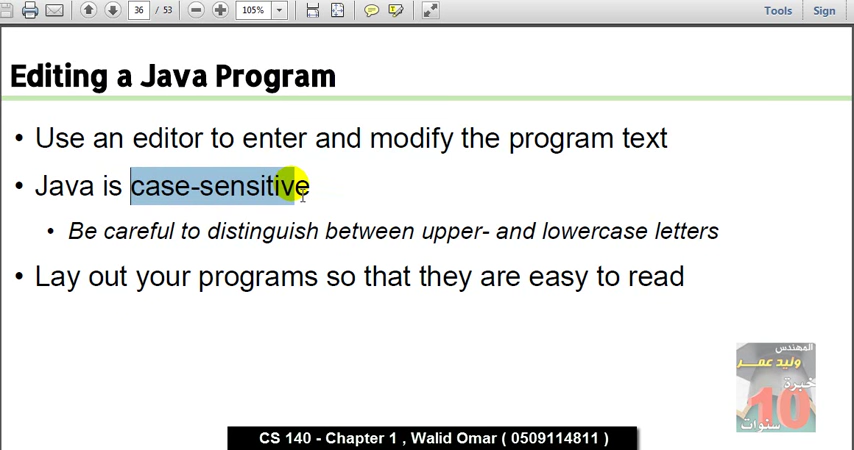 36 / 53
105%
Tools
Sign
Editing a Java Program
• Use an editor to enter and modify the program text
• Java is case-sensitive
• Be careful to distinguish between upper- and lowercase letters
• Lay out your programs so that they are easy to read
المهندس
وليد عمـــر
خبرة
10
سنوات
CS 140 - Chapter 1 , Walid Omar ( 0509114811 )